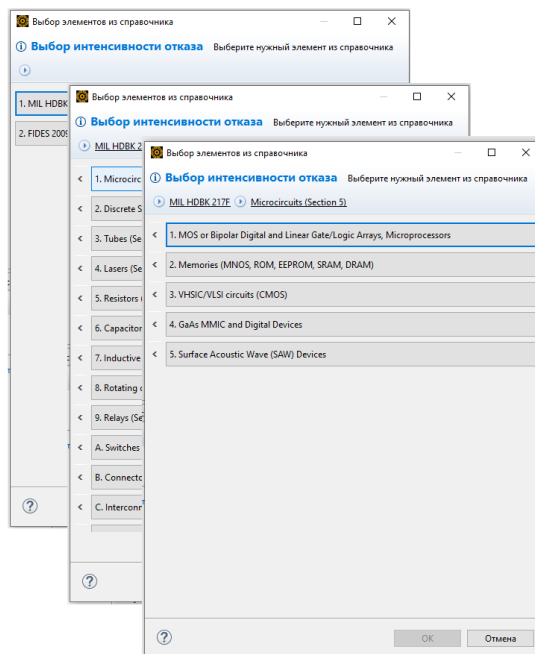 Выбор элементов из справочника
Выбор интенсивности отказа Выберите нужный элемент из справочника
1. MIL HDBK
2. FIDES 2009
Выбор элементов из справочника
Выбор интенсивности отказа Выберите нужный элемент из справочника
MIL HDBK 2
1. Microcirc
2. Discrete S
3. Tubes (Se
4. Lasers (Se
5. Resistors (
6. Capacitor
7. Inductive
8. Rotating
9. Relays (Se
A. Switches
B. Connecto
C. Interconn
Выбор элементов из справочника
Выбор интенсивности отказа Выберите нужный элемент из справочника
MIL HDBK 217F Microcircuits (Section 5)
1. MOS or Bipolar Digital and Linear Gate/Logic Arrays, Microprocessors
2. Memories (MNOS, ROM, EEPROM, SRAM, DRAM)
3. VHSIC/VLSI circuits (CMOS)
4. GaAs MMIC and Digital Devices
5. Surface Acoustic Wave (SAW) Devices
OK Отмена